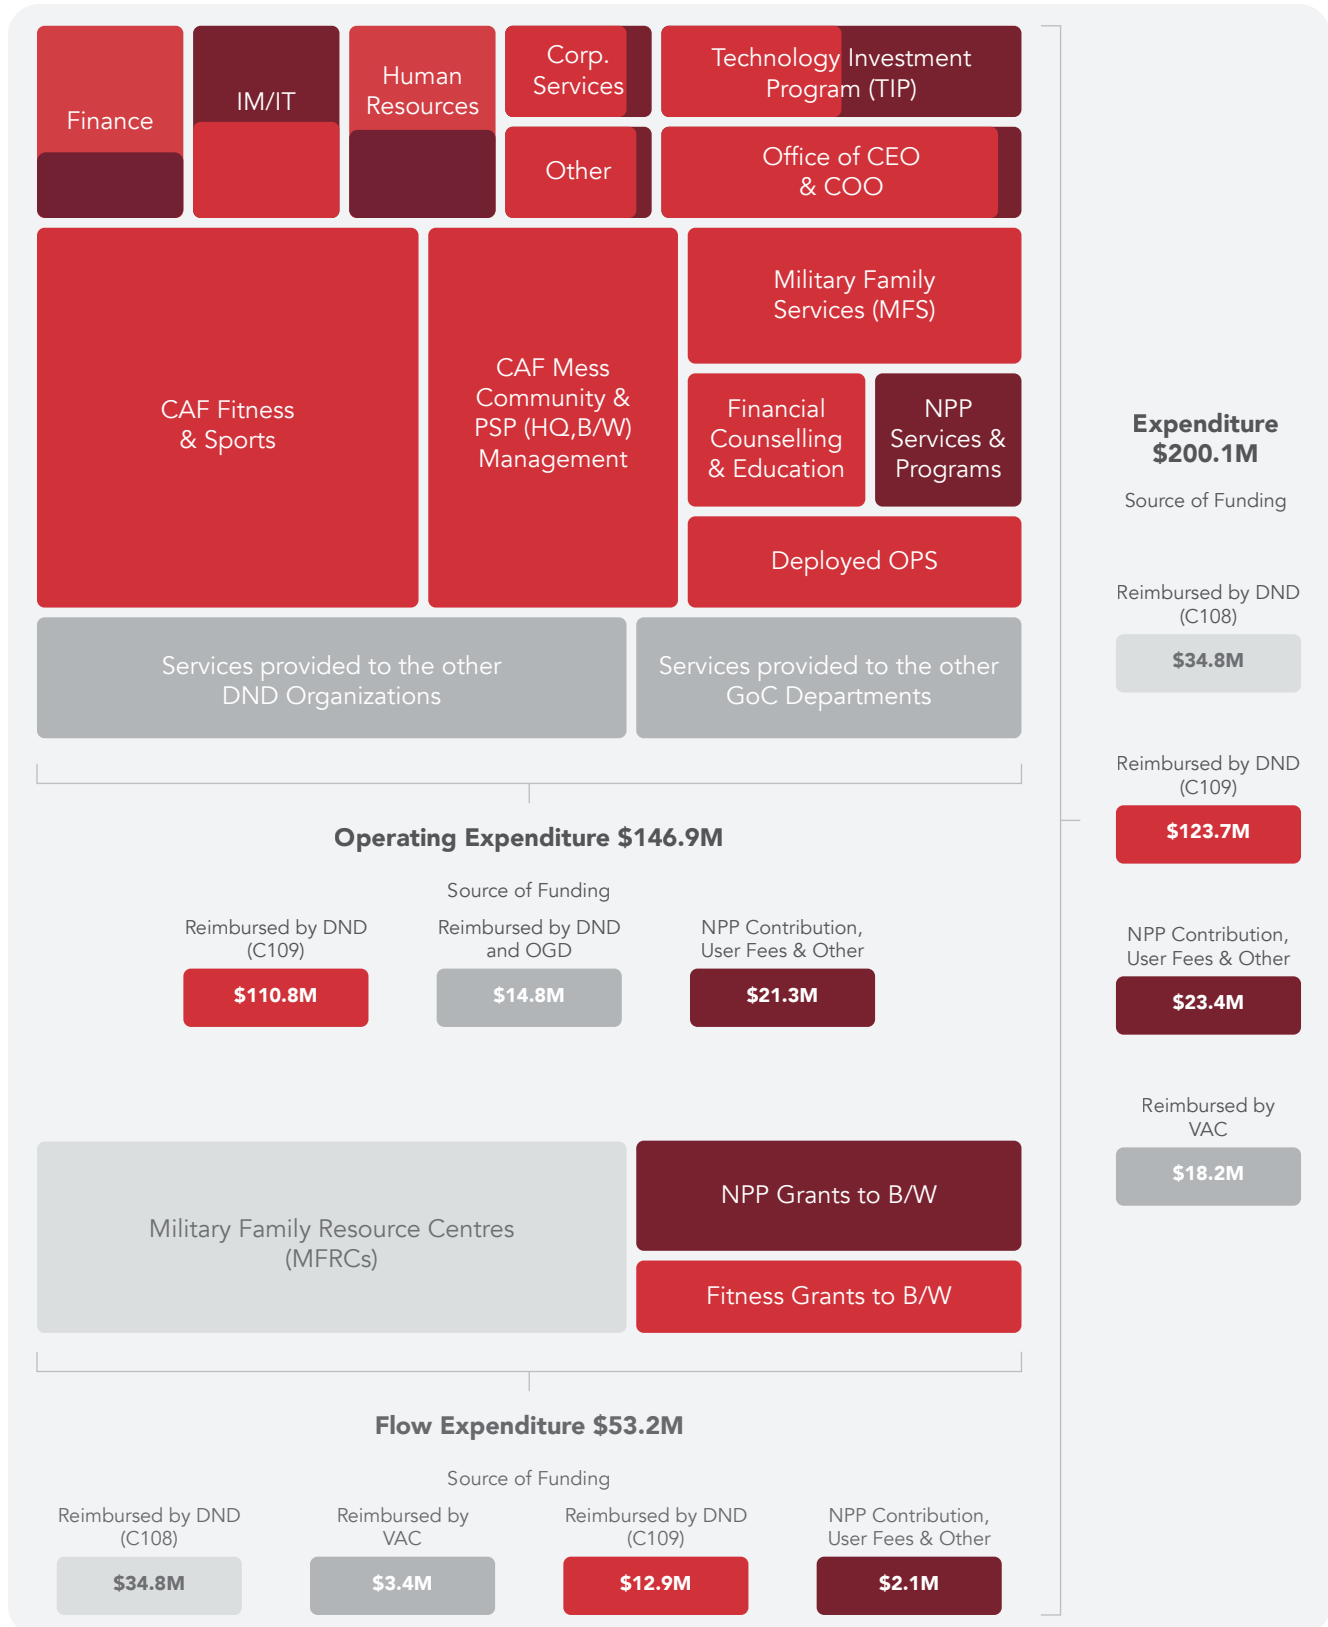 Finance
IM/IT
Human
Resources
Corp.
Services
Technology Investment
Program (TIP)
Other
Office of CEO
& COO
CAF Fitness
& Sports
CAF Mess
Community &
PSP (HQ,B/W)
Management
Military Family
Services (MFS)
Financial
Counselling
& Education
NPP
Services &
Programs
Deployed OPS
Services provided to the other
DND Organizations
Services provided to the other
GoC Departments
Operating Expenditure $146.9M
Source of Funding
Reimbursed by DND
(C109)
$110.8M
Reimbursed by DND
and OGD
$14.8M
NPP Contribution,
User Fees & Other
$21.3M
Military Family Resource Centres
(MFRCs)
NPP Grants to B/W
Fitness Grants to B/W
Flow Expenditure $53.2M
Source of Funding
Reimbursed by DND
(C108)
$34.8M
Reimbursed by
VAC
$3.4M
Reimbursed by DND
(C109)
$12.9M
NPP Contribution,
User Fees & Other
$2.1M
Expenditure
$200.1M
Source of Funding
Reimbursed by DND
(C108)
$34.8M
Reimbursed by DND
(C109)
$123.7M
NPP Contribution,
User Fees & Other
$23.4M
Reimbursed by
VAC
$18.2M